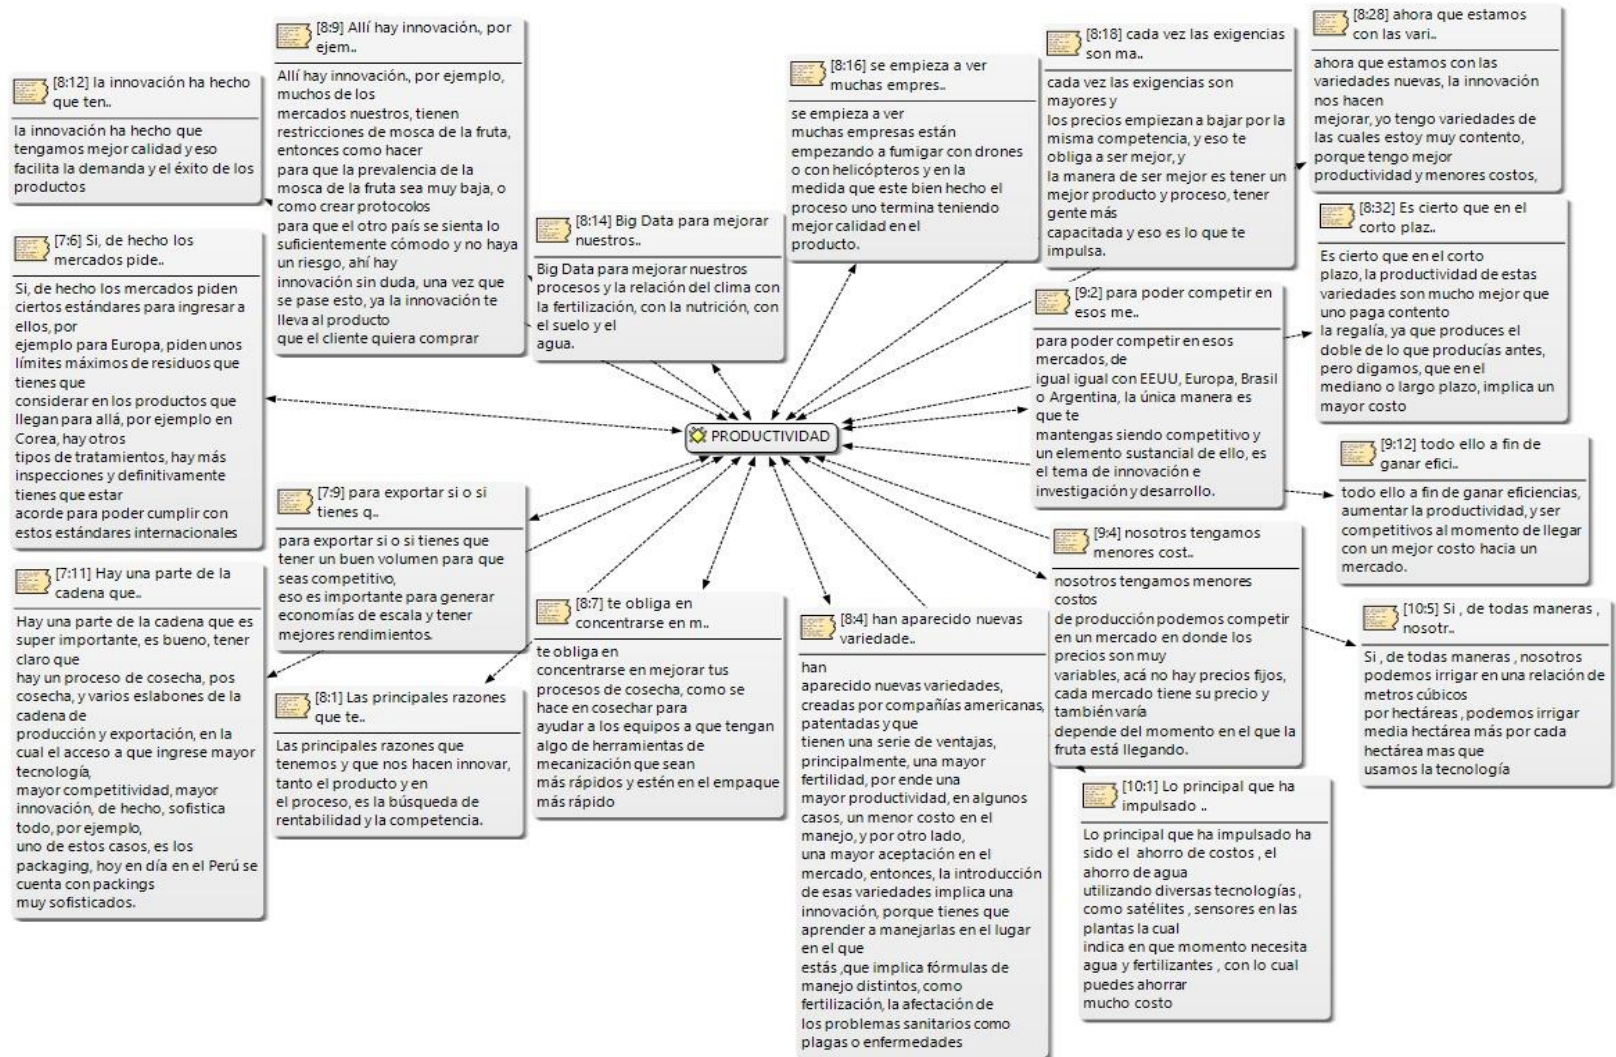 [8:12] la innovación ha hecho
que ten..
la innovación ha hecho que
tengamos mejor calidad y eso
facilita la demanda y el éxito de los
productos
[8:9] Allí hay innovación., por
ejem..
Allí hay innovación., por ejemplo,
muchos de los
mercados nuestros, tienen
restricciones de mosca de la fruta,
entonces como hacer
para que la prevalencia de la
mosca de la fruta sea muy baja, o
como crear protocolos
para que el otro país se sienta lo
suficientemente cómodo y no haya
un riesgo, ahí hay
innovación sin duda, una vez que
se pase esto, ya la innovación te
lleva al producto
que el cliente quiera comprar
[8:14] Big Data para mejorar
nuestros..
Big Data para mejorar nuestros
procesos y la relación del clima con
la fertilización, con la nutrición, con
el suelo y el
agua.
[8:16] se empieza a ver
muchas empres..
se empieza a ver
muchas empresas están
empezando a fumigar con drones
o con helicópteros y en la
medida que este bien hecho el
proceso uno termina teniendo
mejor calidad en el
producto.
[8:18] cada vez las exigencias
son ma..
cada vez las exigencias son
mayores y
los precios empiezan a bajar por la
misma competencia, y eso te
obliga a ser mejor, y
la manera de ser mejor es tener un
mejor producto y proceso, tener
gente más
capacitada y eso es lo que te
impulsa.
[8:28] ahora que estamos
con las vari..
ahora que estamos con las
variedades nuevas, la innovación
nos hacen
mejorar, yo tengo variedades de
las cuales estoy muy contento,
porque tengo mejor
productividad y menores costos,
[8:32] Es cierto que en el
corto plaz..
Es cierto que en el corto
plazo, la productividad de estas
variedades son mucho mejor que
uno paga contento
la regalía, ya que produces el
doble de lo que producías antes,
pero digamos, que en el
mediano o largo plazo, implica un
mayor costo
[7:6] Si, de hecho los
mercados pide..
Si, de hecho los mercados piden
ciertos estándares para ingresar a
ellos, por
ejemplo para Europa, piden unos
límites máximos de residuos que
tienes que
considerar en los productos que
llegan para allá, por ejemplo en
Corea, hay otros
tipos de tratamientos, hay más
inspecciones y definitivamente
tienes que estar
acorde para poder cumplir con
estos estándares internacionales
PRODUCTIVIDAD
[9:2] para poder competir en
esos me..
para poder competir en esos
mercados, de
igual igual con EEUU, Europa, Brasil
o Argentina, la única manera es
que te
mantengas siendo competitivo y
un elemento sustancial de ello, es
el tema de innovación e
investigación y desarrollo.
[9:12] todo ello a fin de
ganar efici..
todo ello a fin de ganar eficiencias,
aumentar la productividad, y ser
competitivos al momento de llegar
con un mejor costo hacia un
mercado.
[7:9] para exportar si o si
tienes q..
para exportar si o si tienes que
tener un buen volumen para que
seas competitivo,
eso es importante para generar
economías de escala y tener
mejores rendimientos.
[7:11] Hay una parte de la
cadena que..
Hay una parte de la cadena que es
super importante, es bueno, tener
claro que
hay un proceso de cosecha, pos
cosecha, y varios eslabones de la
cadena de
producción y exportación, en la
cual el acceso a que ingrese mayor
tecnología,
mayor competitividad, mayor
innovación, de hecho, sofistica
todo, por ejemplo,
uno de estos casos, es los
packaging, hoy en día en el Perú se
cuenta con packings
muy sofisticados.
[8:1] Las principales razones
que te..
Las principales razones que
tenemos y que nos hacen innovar,
tanto el producto y en
el proceso, es la búsqueda de
rentabilidad y la competencia.
[8:7] te obliga en
concentrarse en m..
te obliga en
concentrarse en mejorar tus
procesos de cosecha, como se
hace en cosechar para
ayudar a los equipos a que tengan
algo de herramientas de
mecanización que sean
más rápidos y estén en el empaque
más rápido
[8:4] han aparecido nuevas
variedade..
han
aparecido nuevas variedades,
creadas por compañías americanas,
patentadas y que
tienen una serie de ventajas,
principalmente, una mayor
fertilidad, por ende una
mayor productividad, en algunos
casos, un menor costo en el
manejo, y por otro lado,
una mayor aceptación en el
mercado, entonces, la introducción
de esas variedades implica una
innovación, porque tienes que
aprender a manejarlas en el lugar
en el que
estás ,que implica fórmulas de
manejo distintos, como
fertilización, la afectación de
los problemas sanitarios como
plagas o enfermedades
[9:4] nosotros tengamos
menores cost..
nosotros tengamos menores
costos
de producción podemos competir
en un mercado en donde los
precios son muy
variables, acá no hay precios fijos,
cada mercado tiene su precio y
también varía
depende del momento en el que la
fruta está llegando.
[10:5] Si , de todas maneras ,
nosotr..
Si , de todas maneras , nosotros
podemos irrigar en una relación de
metros cúbicos
por hectáreas , podemos irrigar
media hectárea más por cada
hectárea mas que
usamos la tecnología
[10:1] Lo principal que ha
impulsado ..
Lo principal que ha impulsado ha
sido el  ahorro de costos , el
ahorro de agua
utilizando diversas tecnologías ,
como satélites , sensores en las
plantas la cual
indica en que momento necesita
agua y fertilizantes , con lo cual
puedes ahorrar
mucho costo